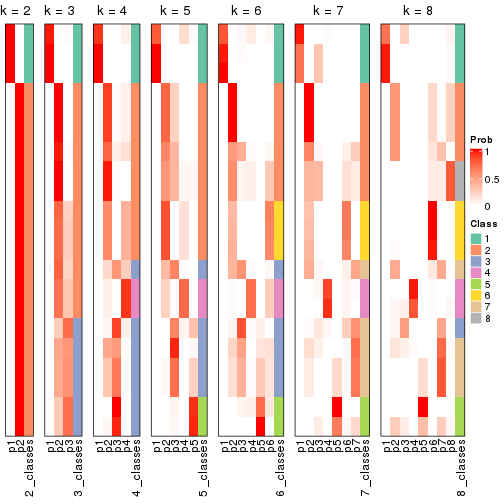 k = 2 k = 3 k = 4 k = 5 k = 6 k = 7 k = 8
Prob
1
0.5
0
Class
1
2
3
4
5
6
7
8
p1 p2 2_classes
p1 p2 p3 3_classes
p1 p2 p3 p4 4_classes
p1 p2 p3 p4 p5 5_classes
p1 p2 p3 p4 p5 p6 6_classes
p1 p2 p3 p4 p5 p6 p7 7_classes
p1 p2 p3 p4 p5 p6 p7 p8 8_classes